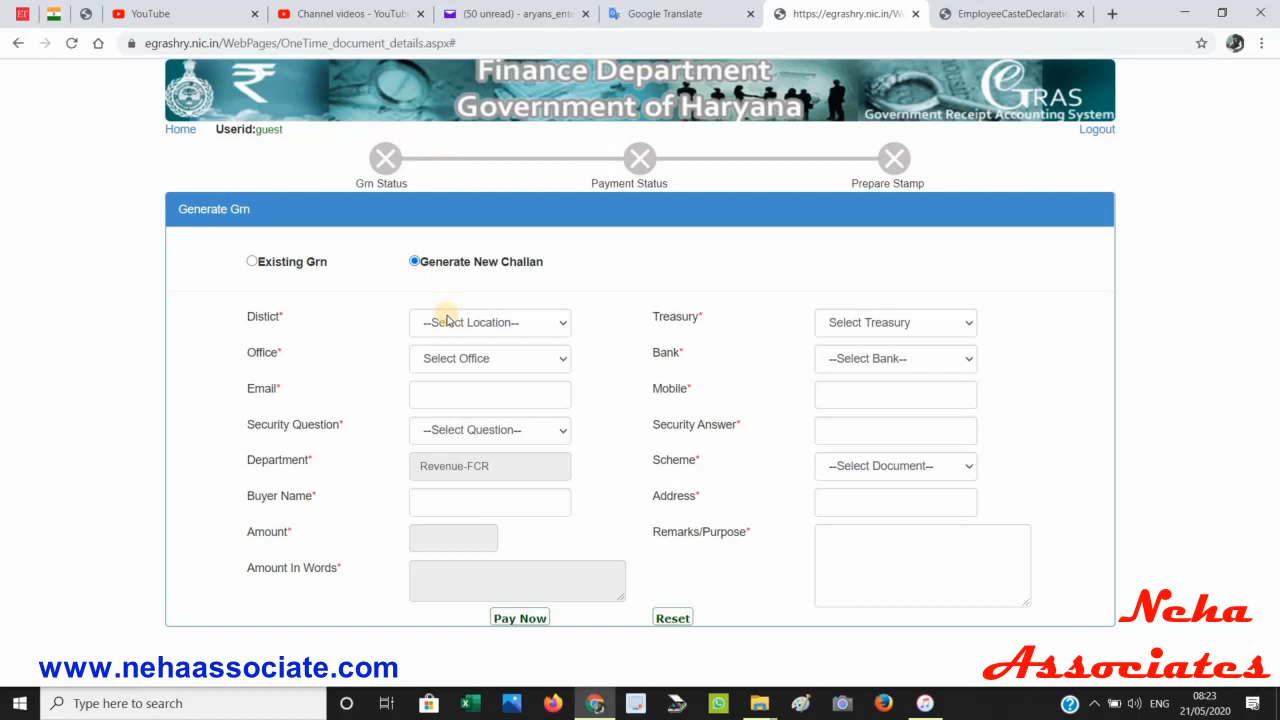 YouTube
Channel videos - YouTube
(50 unread) - aryans_ente
Google Translate
https://egrashry.nic.in/We
EmployeeCasteDeclaratio
egrashry.nic.in/WebPages/OneTime_document_details.aspx#
Finance Department
Government of Haryana
eGRAS
Government Receipt Accounting System
Home Userid:guest Logout
Grn Status Payment Status Prepare Stamp
Generate Grn
Existing Grn Generate New Challan
Distict* --Select Location-- Treasury* Select Treasury
Office* Select Office Bank* --Select Bank--
Email* Mobile*
Security Question* --Select Question-- Security Answer*
Department* Revenue-FCR Scheme* --Select Document--
Buyer Name* Address*
Amount* Remarks/Purpose*
Amount In Words*
Pay Now Reset
Neha
Associates
www.nehaassociate.com
Type here to search
ENG
08:23
21/05/2020